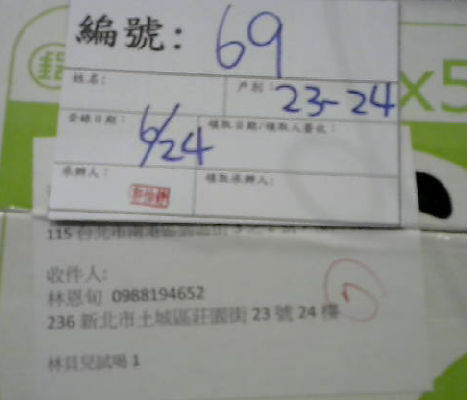 編號: 69
姓名:
戶別: 23-24
登錄日期: 6/24
領取日期/領取人簽收:
承辦人:
領取承辦人:
x5
收件人:
林恩旬 0988194652
236 新北市土城區莊園街 23 號 24 樓
林貝兒試喝 1